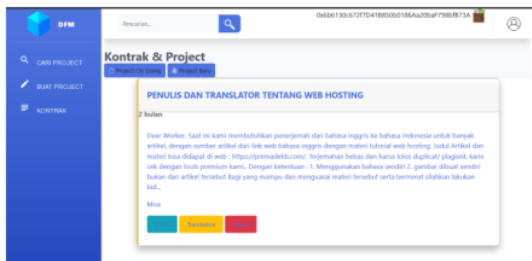 DFM
Pencarian...
CARI PROJECT
BUAT PROJECT
KONTRAK
Kontrak & Project
Project On Going
Project Baru
PENULIS DAN TRANSLATOR TENTANG WEB HOSTING
2 bulan
Dear Worker. Saat ini kami membutuhkan penerjemah dari bahasa inggris ke bahasa indonesia untuk banyak
artikel, dengan sumber artikel dari link web bahasa inggris dengan materi tutorial web hosting. Judul Artikel dan
materi bisa didapat di web : https://premadekb.com/. Terjemahan bebas dan harus lolos duplicat/ plagiant, kami
cek dengan tools premium kami,. Dengan ketentuan : 1. Menggunakan bahasa sendiri 2. gambar dibuat sendiri
bukan dari artikel tersebut Bagi yang mampu dan menguasai materi tersebut serta berminat silahkan lakukan
bid...
Moa